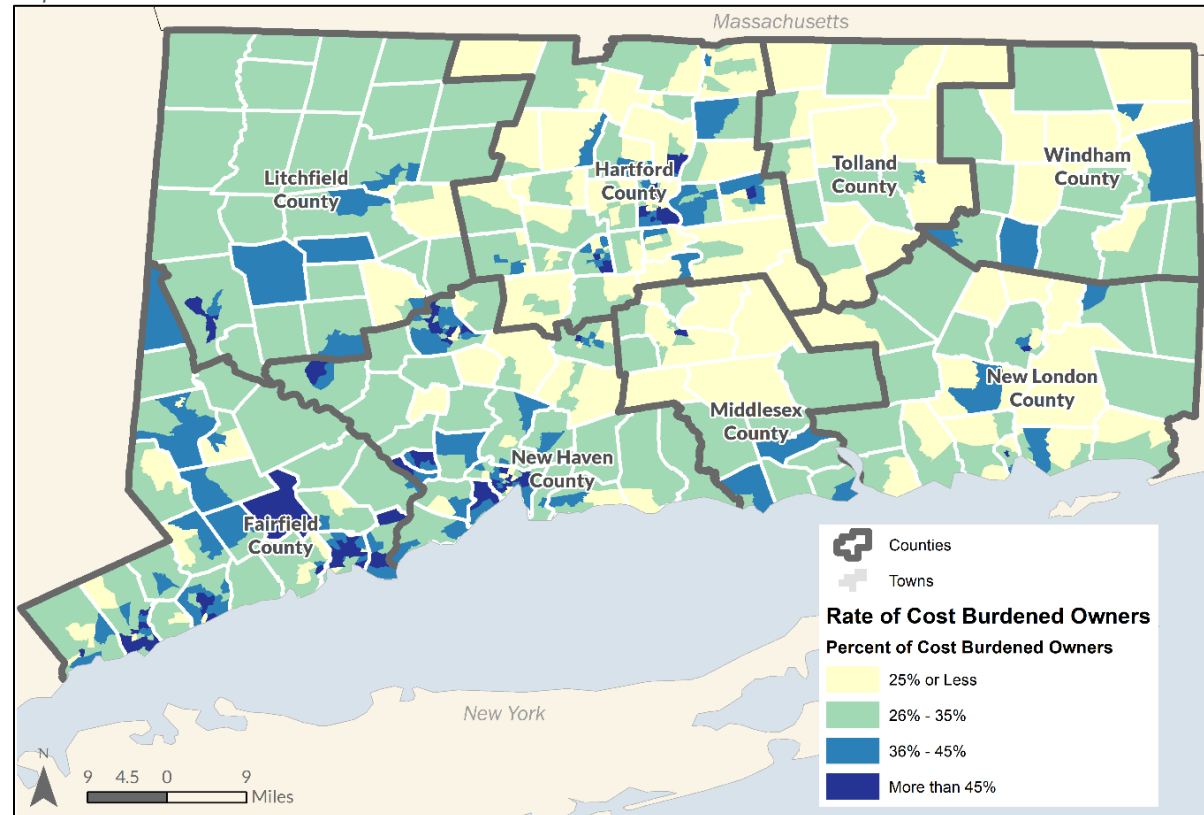 Massachusetts
Litchfield
County
Hartford
County
Tolland
County
Windham
County
New London
County
Middlesex
County
New Haven
County
Fairfield
County
New York
N
9 4.5 0 9
Miles
Counties
Towns
Rate of Cost Burdened Owners
Percent of Cost Burdened Owners
25% or Less
26% - 35%
36% - 45%
More than 45%